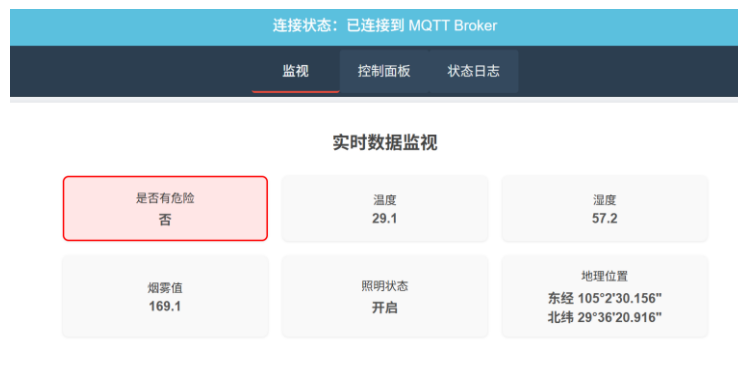 连接状态：已连接到 MQTT Broker
监视
控制面板
状态日志
实时数据监视
是否有危险
否
温度
29.1
湿度
57.2
烟雾值
169.1
照明状态
开启
地理位置
东经 105°2'30.156"
北纬 29°36'20.916"